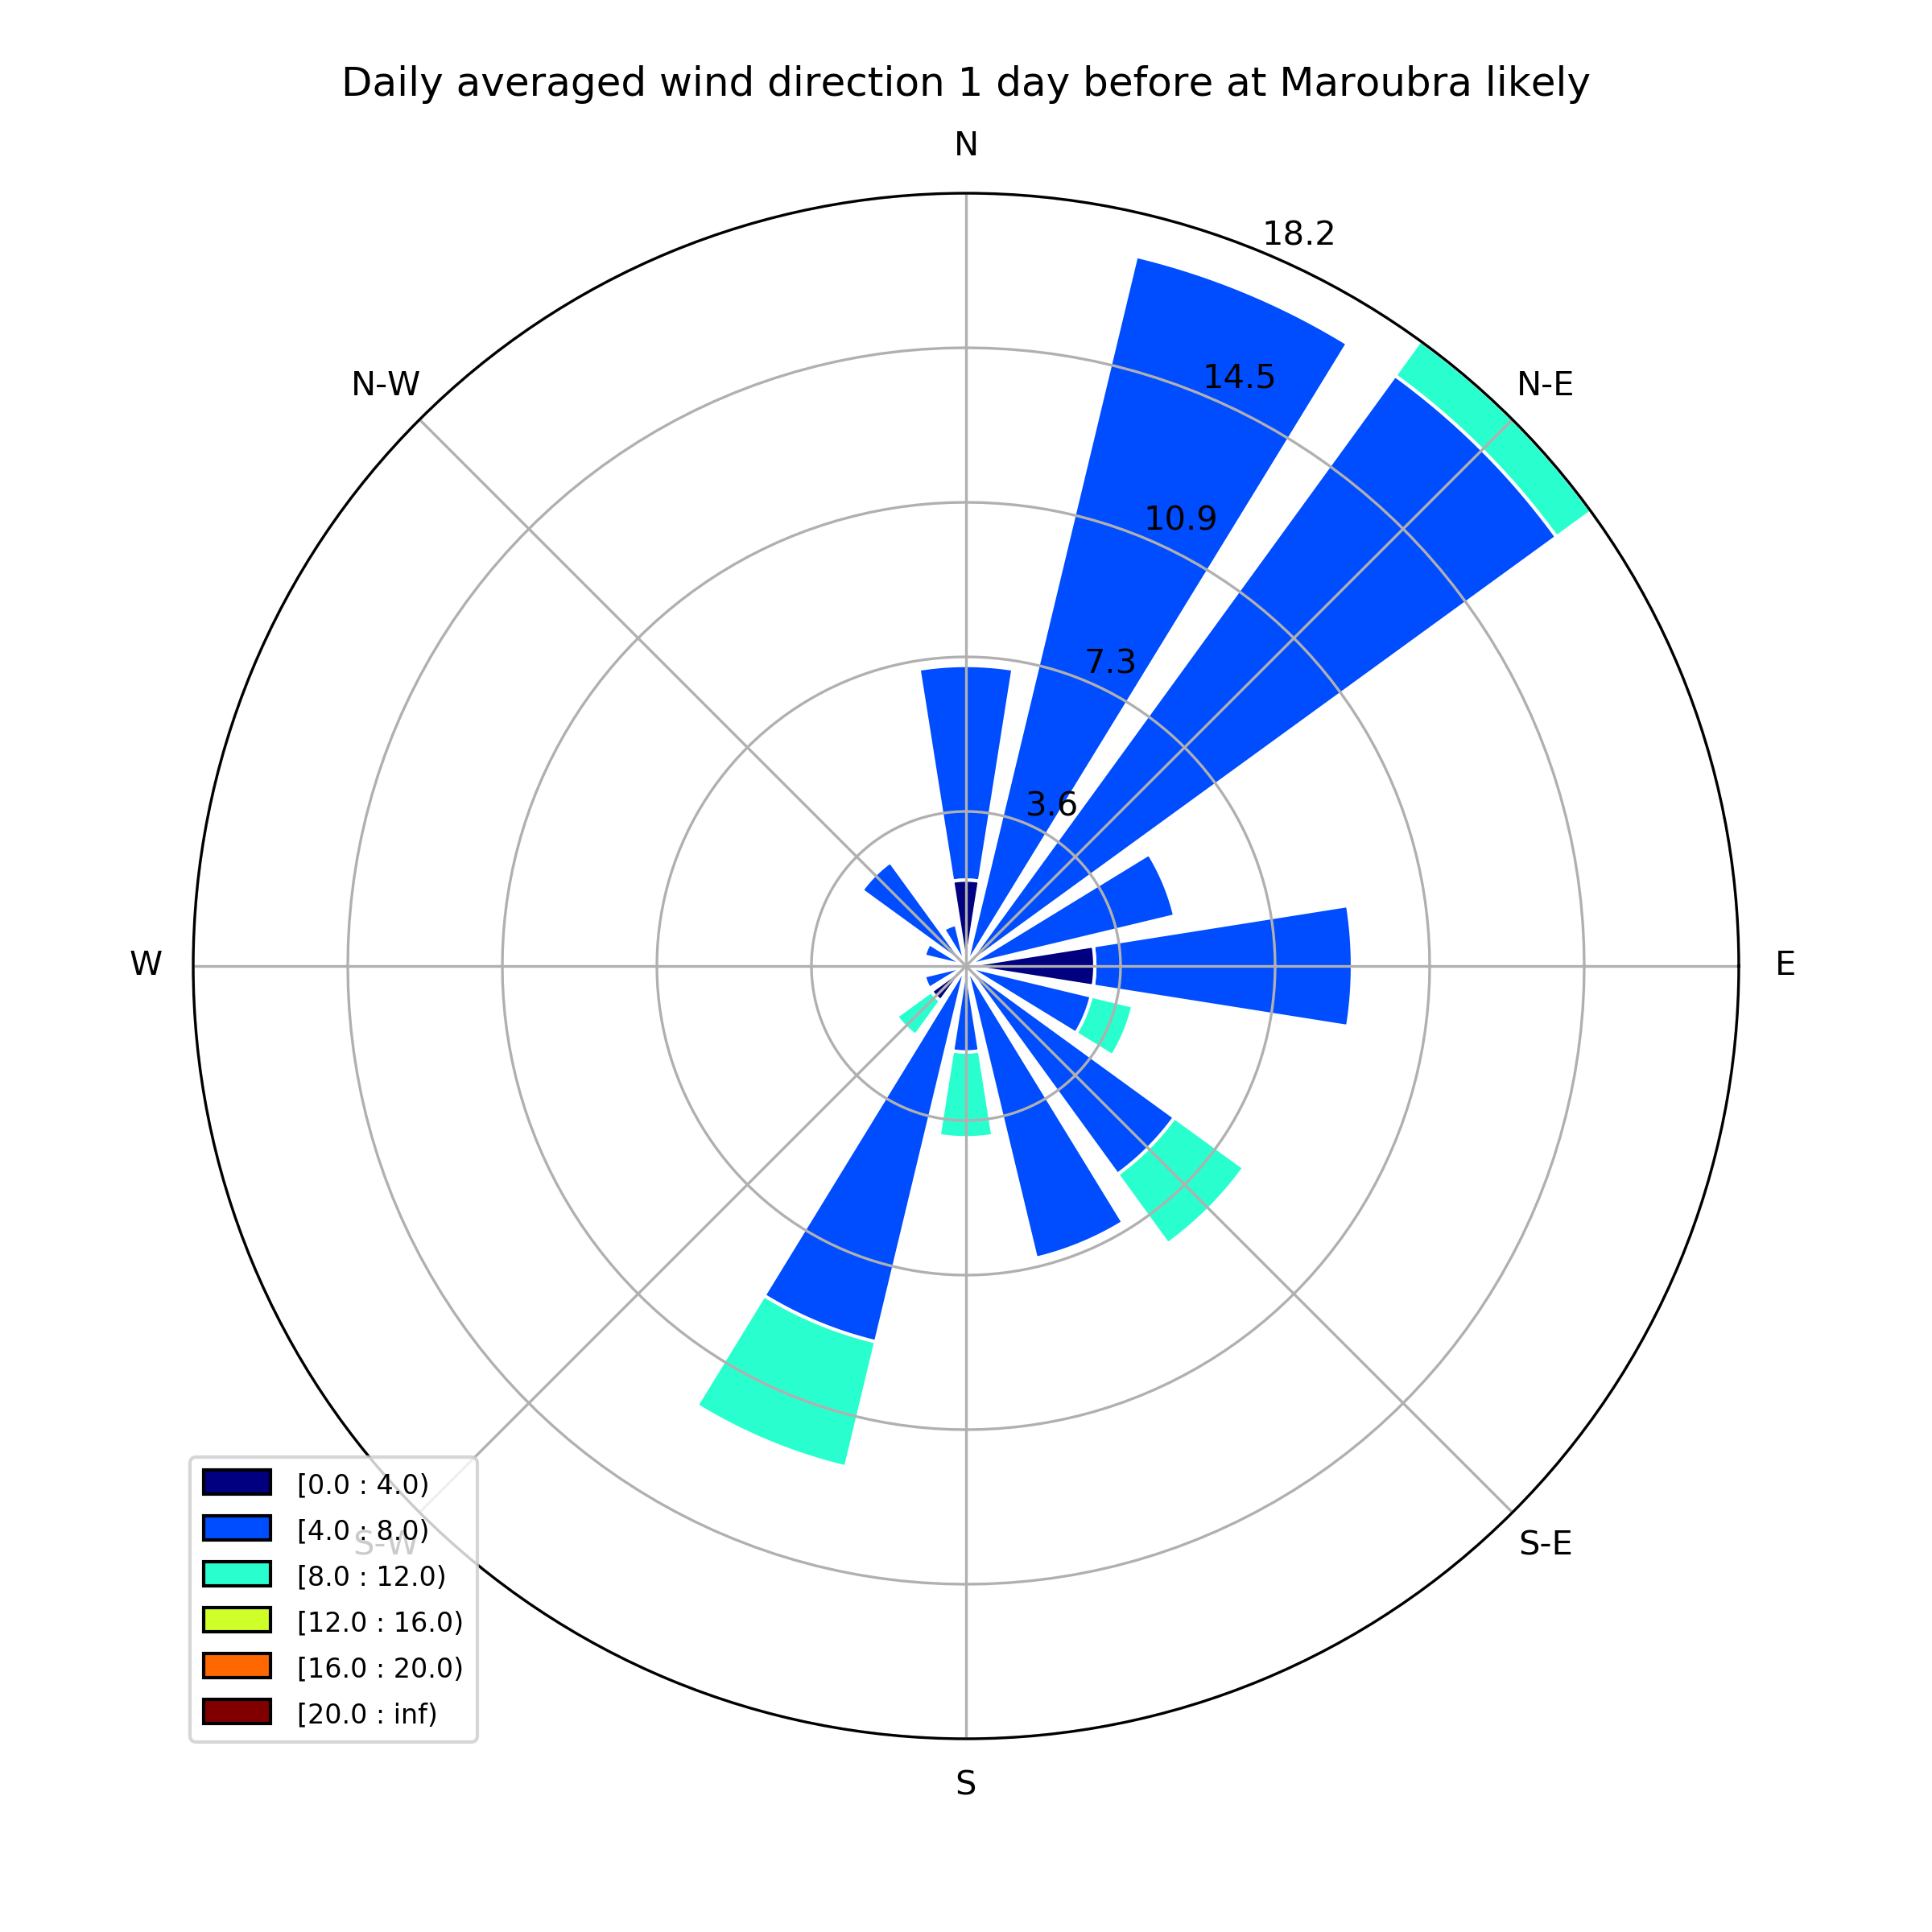 Daily averaged wind direction 1 day before at Maroubra likely
N
18.2
N-W
14.5
N-E
10.9
7.3
3.6
W
E
[0.0 : 4.0)
[4.0 : 8.0)
S-W
S-E
[8.0 : 12.0)
[12.0 : 16.0)
[16.0 : 20.0)
[20.0 : inf)
S